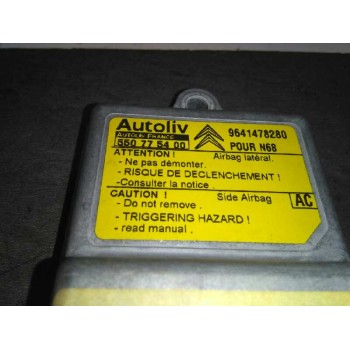 Autoliv
AUTOLIV FRANCE
550 77 54 00
9641478280
POUR N68
ATTENTION ! Airbag latéral.
- Ne pas démonter.
- RISQUE DE DECLENCHEMENT !
-Consulter la notice .
CAUTION ! Side Airbag AC
- Do not remove .
- TRIGGERING HAZARD !
- read manual .